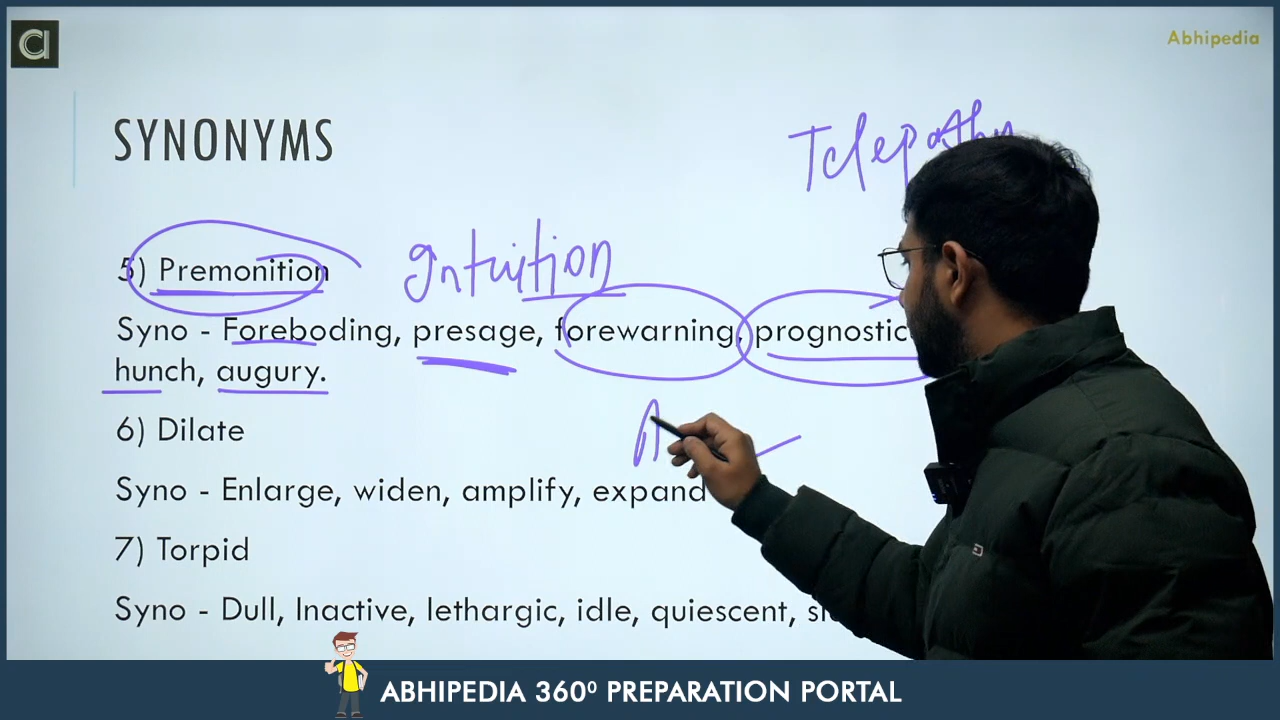 Abhipedia
SYNONYMS
Telepathy
5) Premonition
Intuition
Syno - Foreboding, presage, forewarning, prognostic
hunch, augury.
6) Dilate
Syno - Enlarge, widen, amplify, expand
7) Torpid
Syno - Dull, Inactive, lethargic, idle, quiescent,
ABHIPEDIA 360⁰ PREPARATION PORTAL